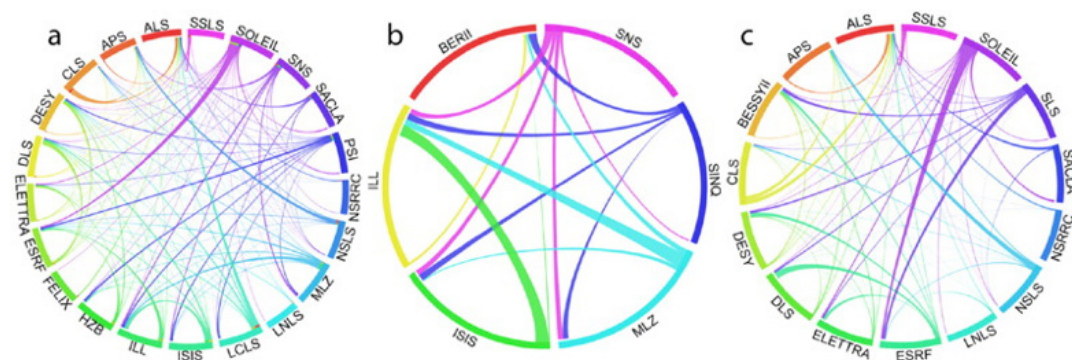 a
APS
ALS
SSLS
SOLEIL
SNS
SACLA
PSI
NSRRC
NSLS
MLZ
LNLS
LCLS
ISIS
ILL
HZB
FELIX
ESRF
ELETTRA
DLS
DESY
CLS
b
BERII
SNS
SINQ
MLZ
ISIS
ILL
c
APS
ALS
SSLS
SOLEIL
SLS
SACLA
NSRRC
NSLS
LNLS
ESRF
ELETTRA
DLS
DESY
CLS
BESSYii